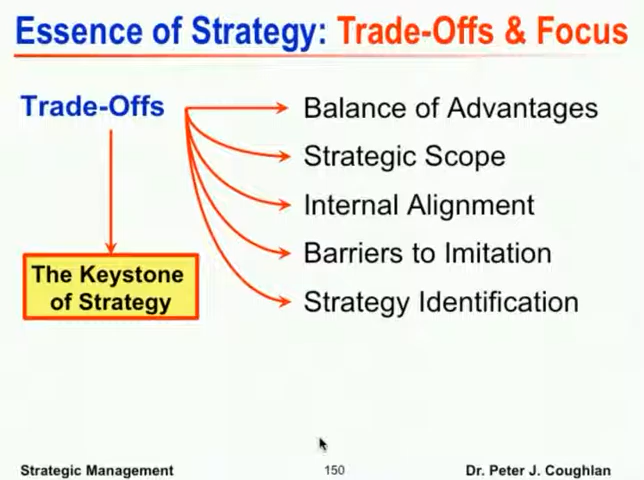 Essence of Strategy: Trade-Offs & Focus
Trade-Offs
Balance of Advantages
Strategic Scope
Internal Alignment
Barriers to Imitation
Strategy Identification
The Keystone
of Strategy
Strategic Management
150
Dr. Peter J. Coughlan